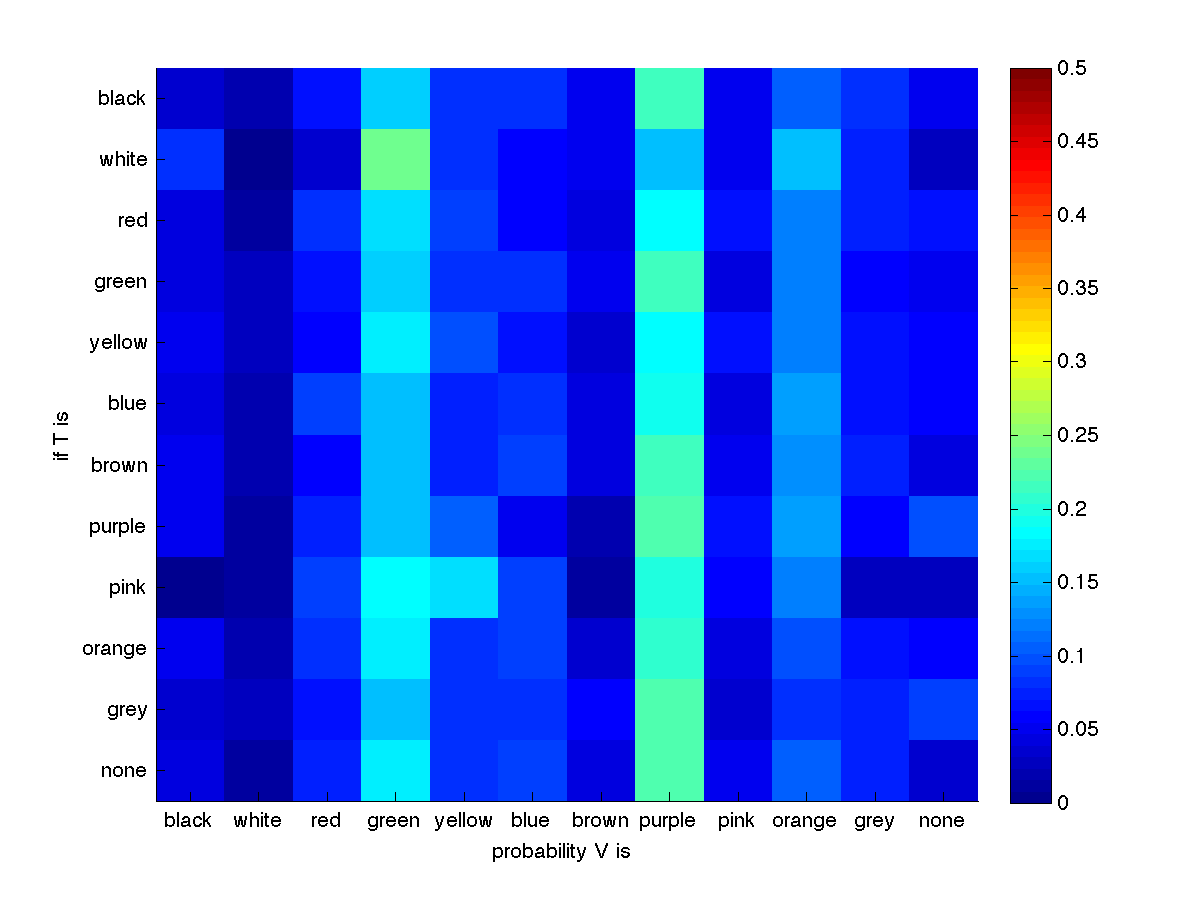 black
white
red
green
yellow
blue
brown
purple
pink
orange
grey
none
if T is
black white red green yellow blue brown purple pink orange grey none
probability V is
0.5
0.45
0.4
0.35
0.3
0.25
0.2
0.15
0.1
0.05
0